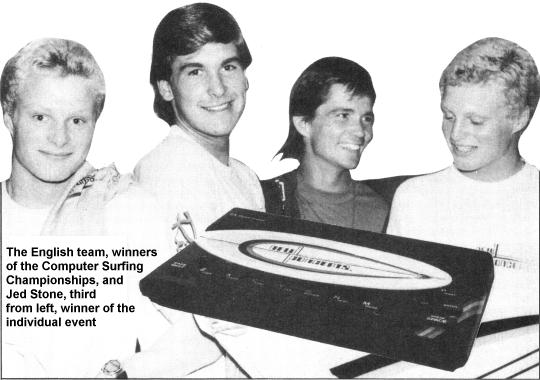 The English team, winners
of the Computer Surfing
Championships, and
Jed Stone, third
from left, winner of the
individual event